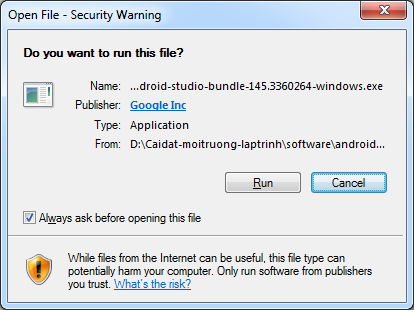 Open File - Security Warning
Do you want to run this file?
Name: ...droid-studio-bundle-145.3360264-windows.exe
Publisher: Google Inc
Type: Application
From: D:\Caidat-moitruong-laptrinh\software\android...
Run Cancel
Always ask before opening this file
While files from the Internet can be useful, this file type can
potentially harm your computer. Only run software from publishers
you trust. What's the risk?